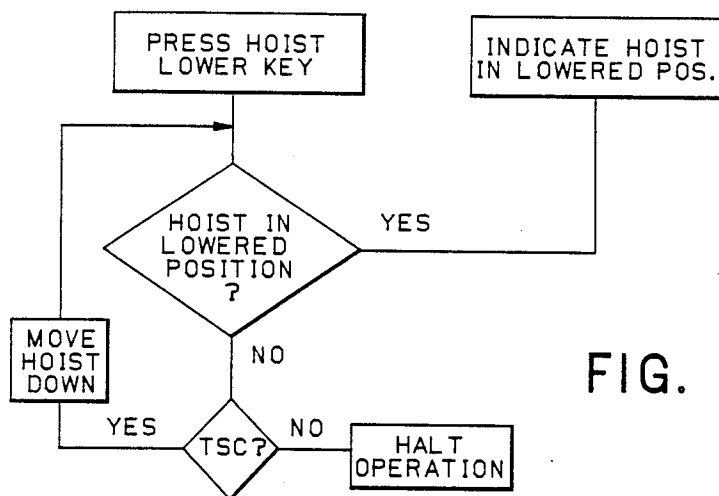 PRESS HOIST
LOWER KEY
INDICATE HOIST
IN LOWERED POS.
HOIST IN
LOWERED
POSITION
?
YES
NO
MOVE
HOIST
DOWN
YES
TSC?
NO
HALT
OPERATION
FIG.